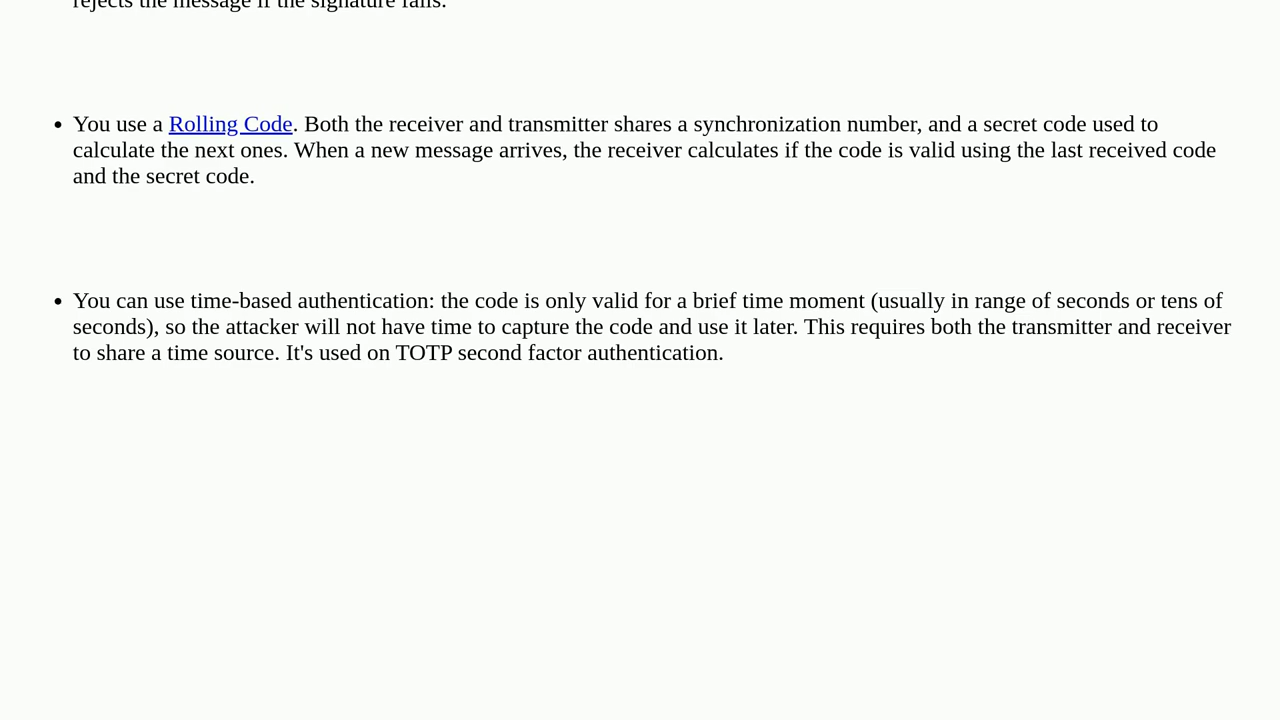 rejects the message if the signature fails.
• You use a Rolling Code. Both the receiver and transmitter shares a synchronization number, and a secret code used to
calculate the next ones. When a new message arrives, the receiver calculates if the code is valid using the last received code
and the secret code.
• You can use time-based authentication: the code is only valid for a brief time moment (usually in range of seconds or tens of
seconds), so the attacker will not have time to capture the code and use it later. This requires both the transmitter and receiver
to share a time source. It's used on TOTP second factor authentication.